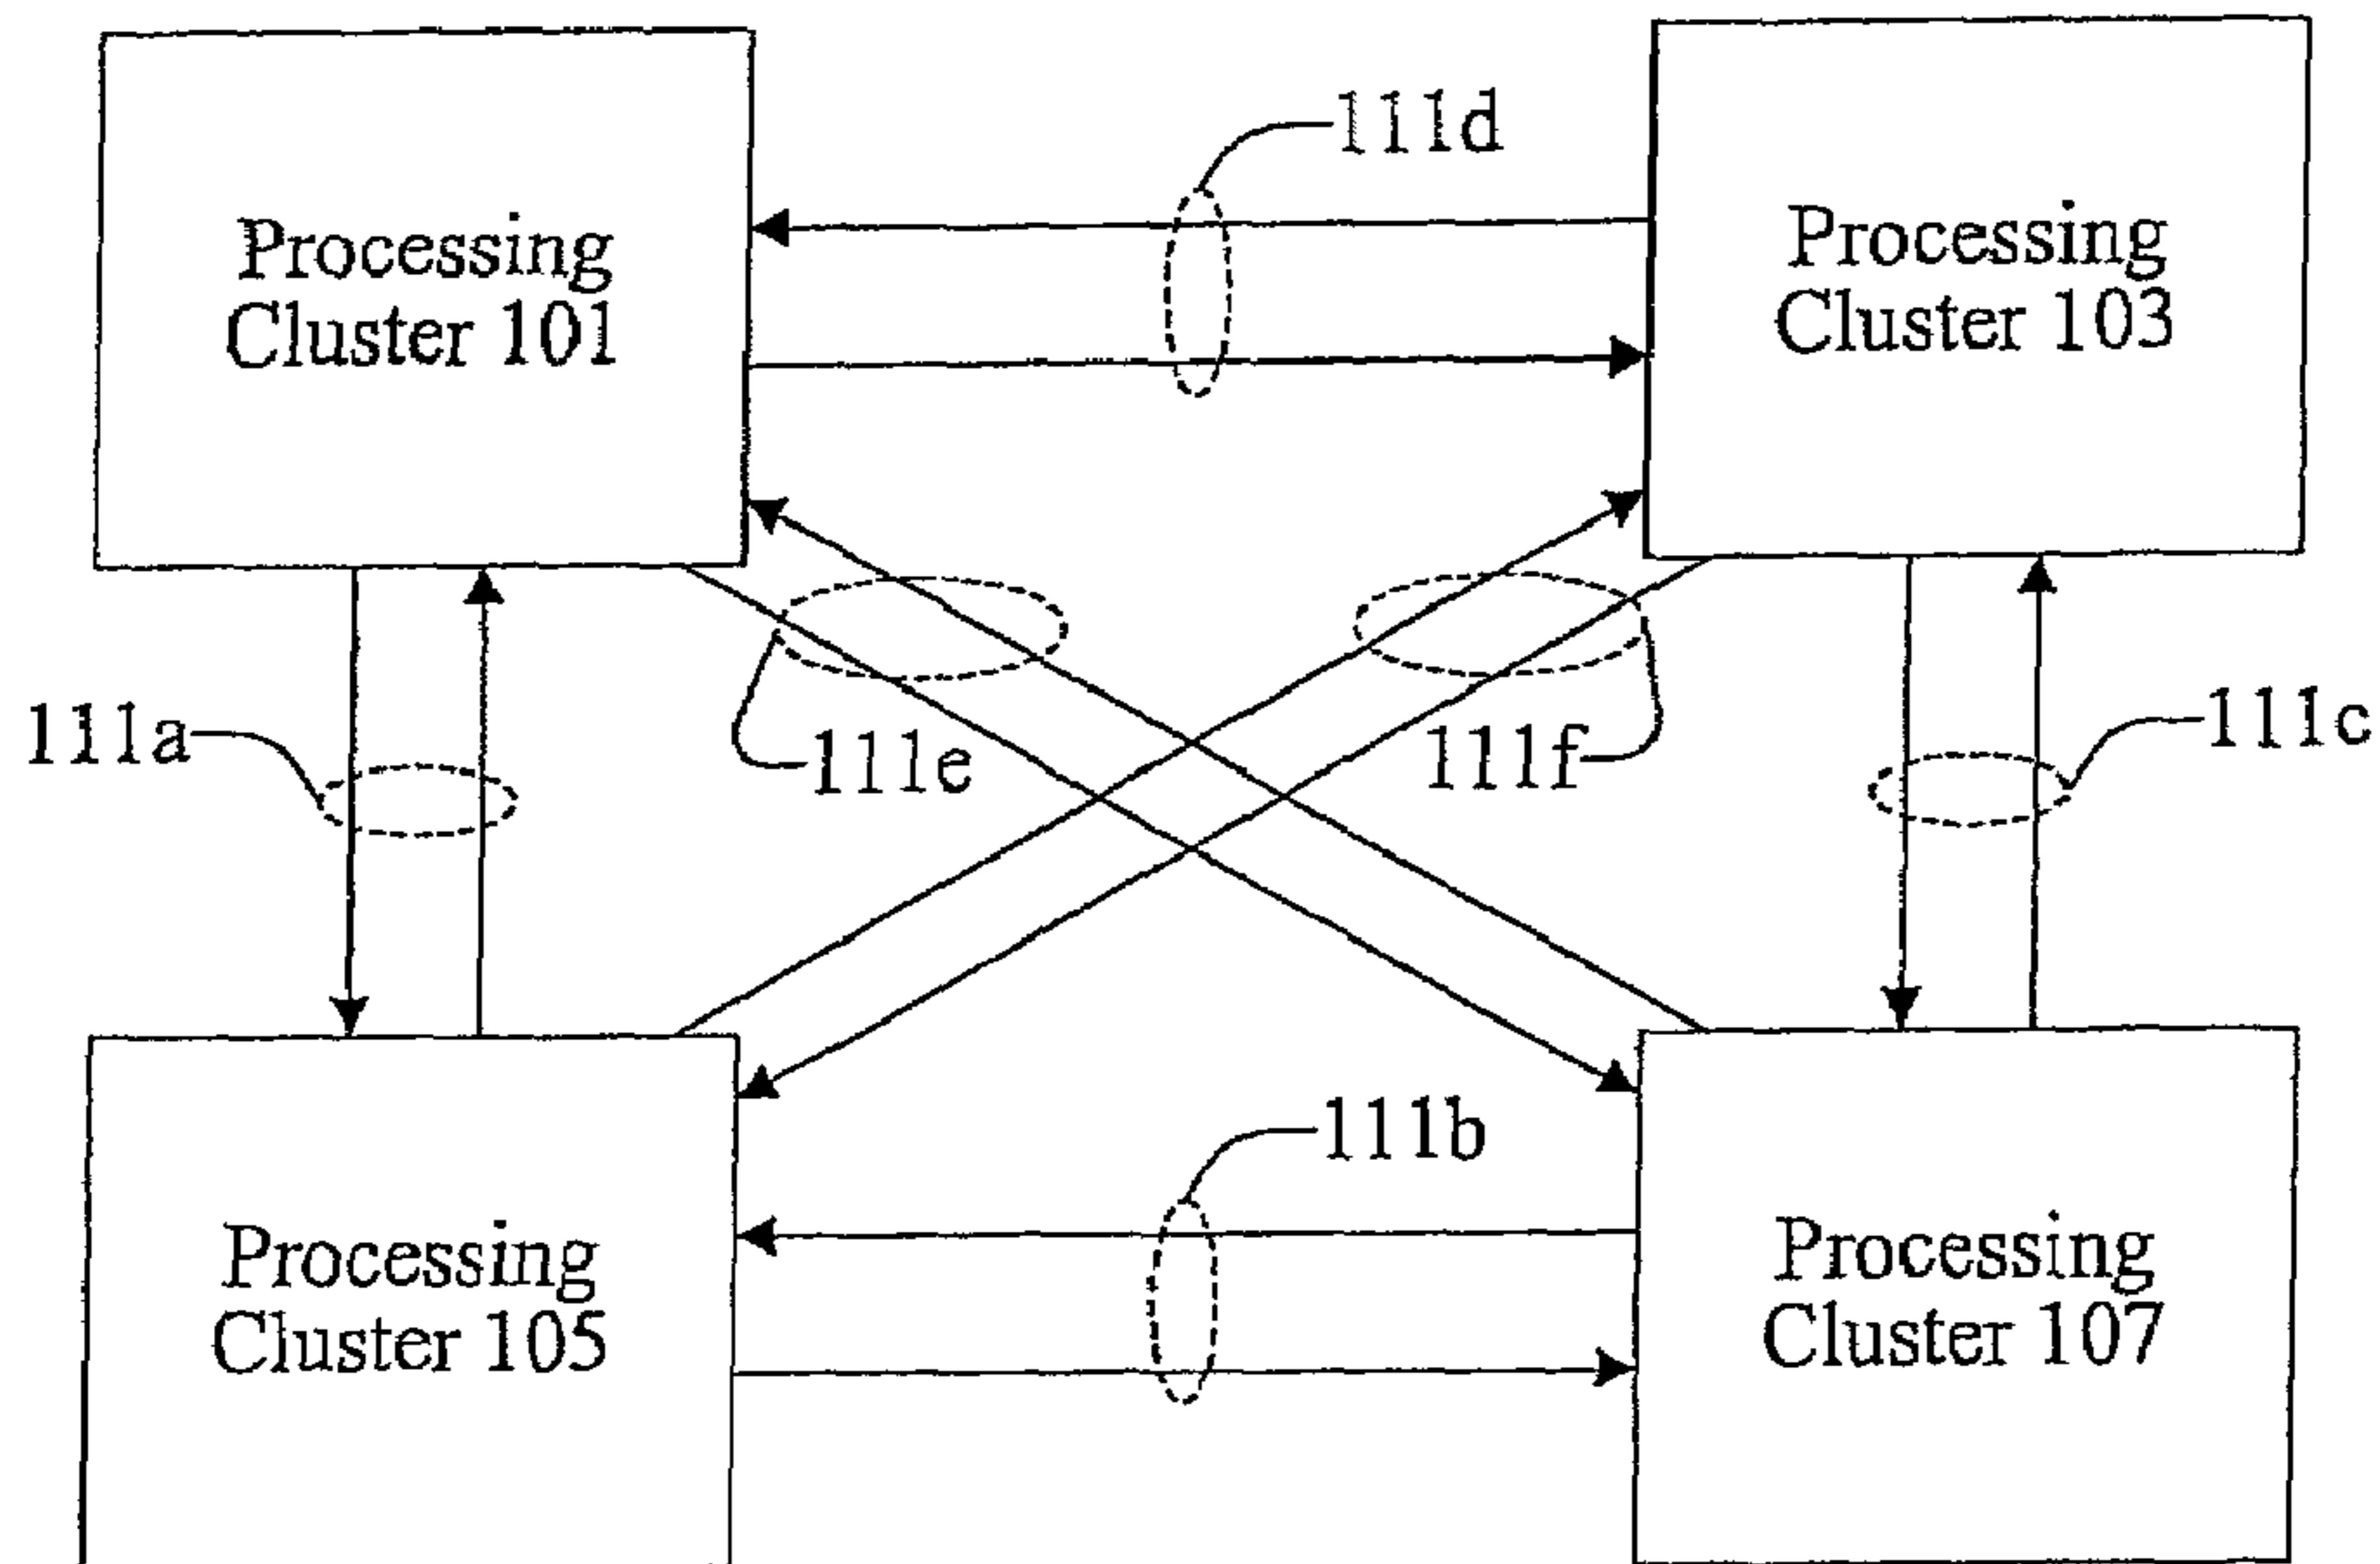 111d
Processing
Cluster 101
Processing
Cluster 103
111a
111e
111f
111c
111b
Processing
Cluster 105
Processing
Cluster 107